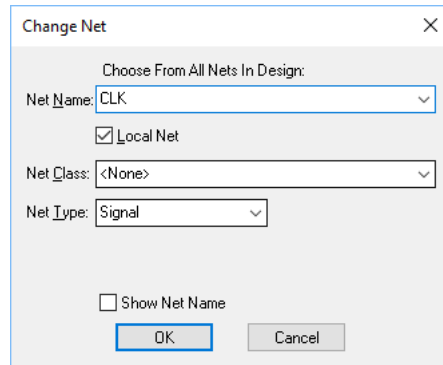 Change Net
Choose From All Nets In Design:
Net Name: CLK
Local Net
Net Class: <None>
Net Type: Signal
Show Net Name
OK Cancel